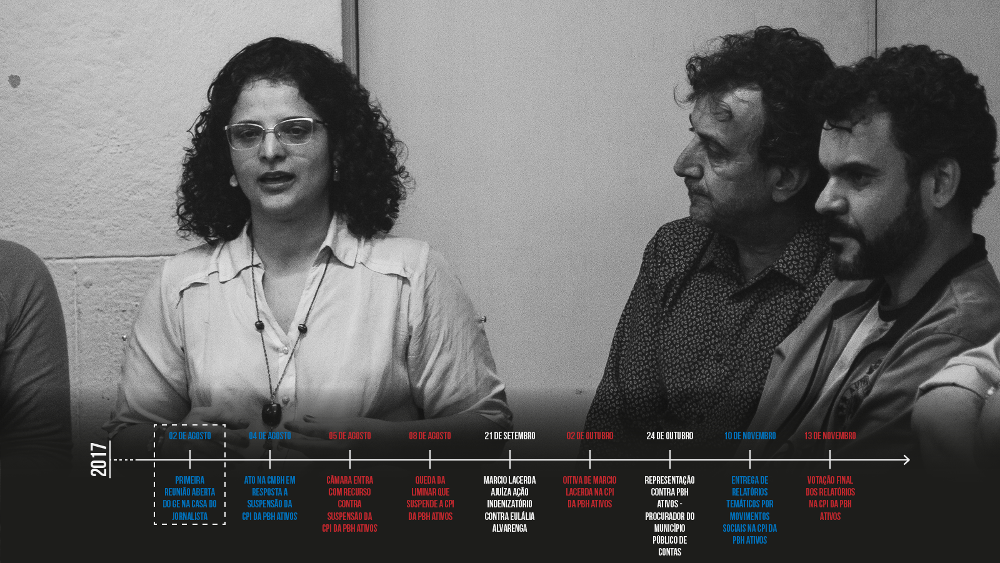 2017
02 DE AGOSTO
PRIMEIRA
REUNIÃO ABERTA
DO GE NA CASA DO
JORNALISTA
04 DE AGOSTO
ATO NA CMBH EM
RESPOSTA A
SUSPENSÃO DA
CPI DA PBH ATIVOS
05 DE AGOSTO
CÂMARA ENTRA
COM RECURSO
CONTRA
SUSPENSÃO DA
CPI DA PBH ATIVOS
08 DE AGOSTO
QUEDA DA
LIMINAR QUE
SUSPENDE A CPI
DA PBH ATIVOS
21 DE SETEMBRO
MARCIO LACERDA
AJUÍZA AÇÃO
INDENIZATÓRIO
CONTRA EULÁLIA
ALVARENGA
02 DE OUTUBRO
OITIVA DE MARCIO
LACERDA NA CPI
DA PBH ATIVOS
24 DE OUTUBRO
REPRESENTAÇÃO
CONTRA PBH
ATIVOS -
PROCURADOR DO
MUNICÍPIO
PÚBLICO DE
CONTAS
10 DE NOVEMBRO
ENTREGA DE
RELATÓRIOS
TEMÁTICOS POR
MOVIMENTOS
SOCIAIS NA CPI DA
PBH ATIVOS
13 DE NOVEMBRO
VOTAÇÃO FINAL
DOS RELATÓRIOS
NA CPI DA PBH
ATIVOS